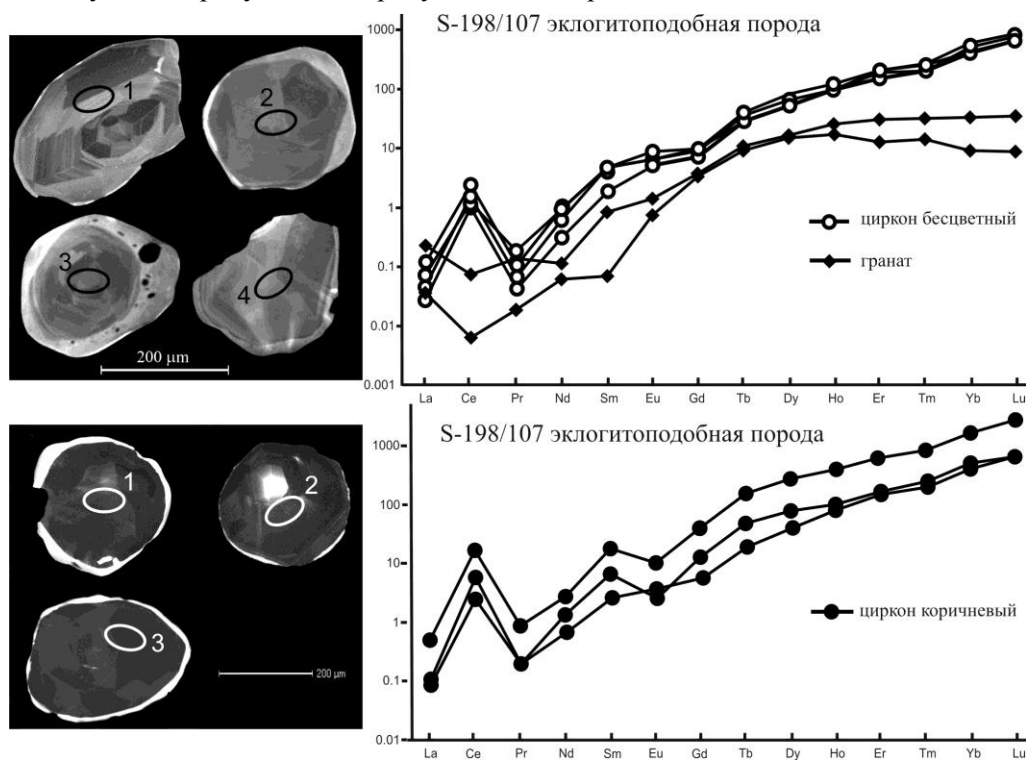 S-198/107 эклогитоподобная порода
1000
100
10
1
0.1
0.01
0.001
La Ce Pr Nd Sm Eu Gd Tb Dy Ho Er Tm Yb Lu
циркон бесцветный
гранат
1
2
3
4
200 μm
S-198/107 эклогитоподобная порода
1000
100
10
1
0.1
0.01
La Ce Pr Nd Sm Eu Gd Tb Dy Ho Er Tm Yb Lu
циркон коричневый
1
2
3
200 μm